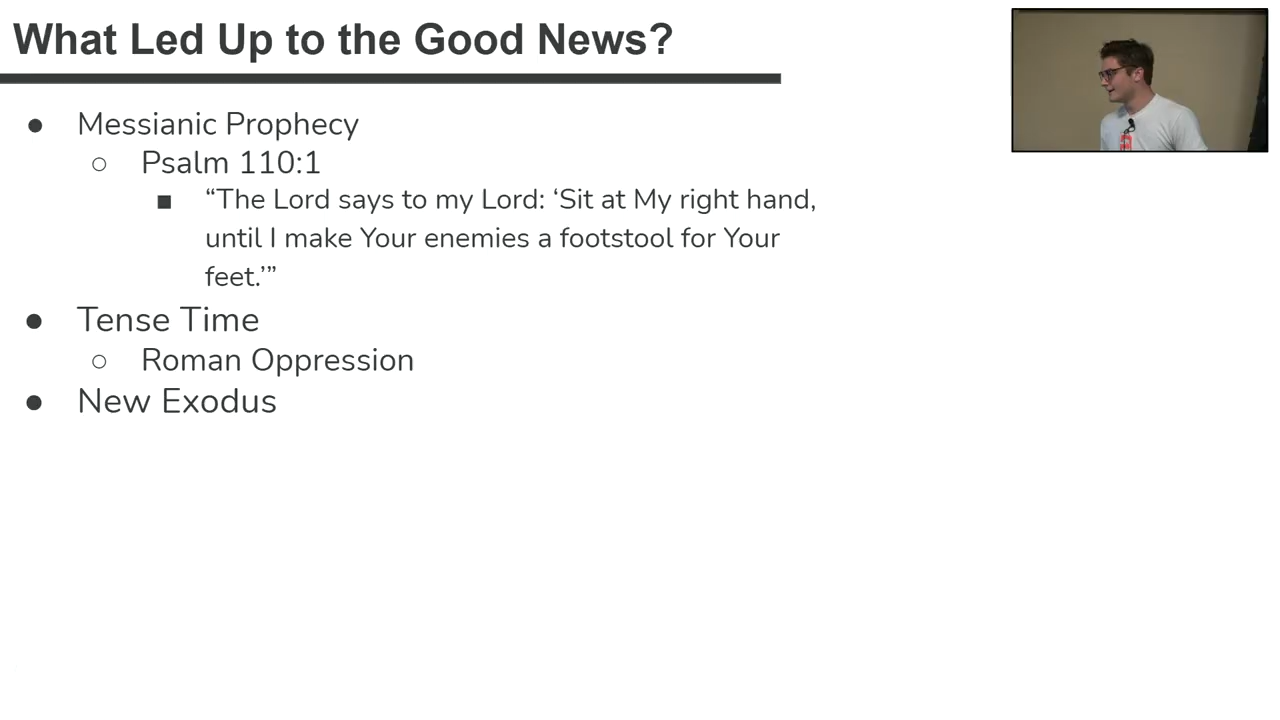 What Led Up to the Good News?
● Messianic Prophecy
○ Psalm 110:1
■ “The Lord says to my Lord: ‘Sit at My right hand,
until I make Your enemies a footstool for Your
feet.’”
● Tense Time
○ Roman Oppression
● New Exodus